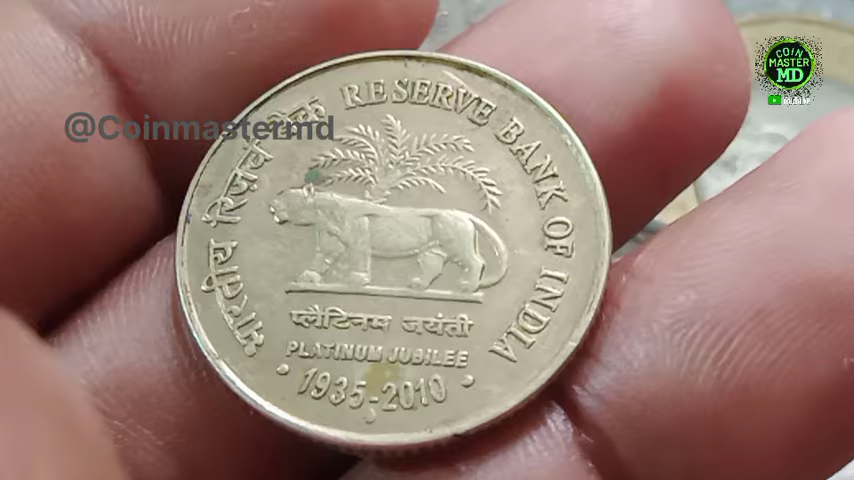 भारतीय रिज़र्व बैंक RESERVE BANK OF INDIA
प्लैटिनम जयंती
PLATINUM JUBILEE
1935-2010
@Coinmastermd
COIN
MASTER
MD